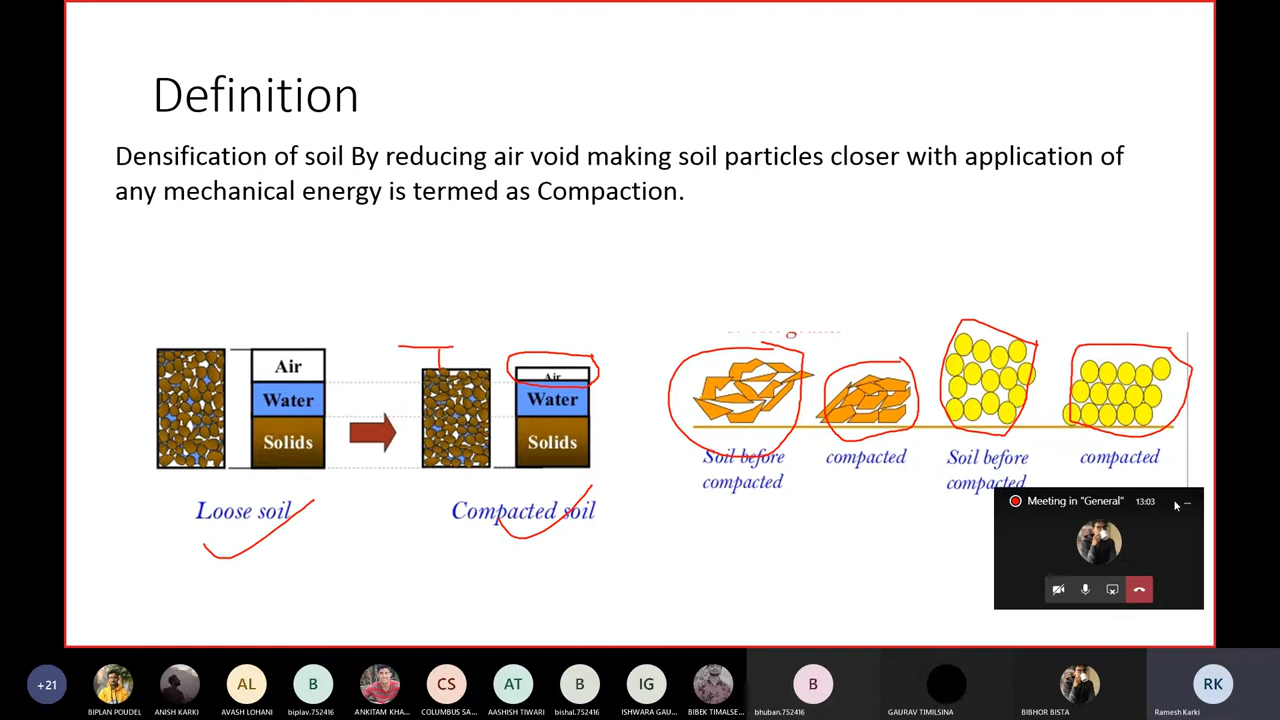 Definition
Densification of soil By reducing air void making soil particles closer with application of
any mechanical energy is termed as Compaction.
Air
Water
Solids
Loose soil
Air
Water
Solids
Compacted soil
Soil before
compacted
compacted
Soil before
compacted
compacted
Meeting in "General"
13:03
+21
BIPLAN POUDEL
ANISH KARKI
AL
AVASH LOHANI
B
biplav.752416
ANKITAM KHA...
CS
COLUMBUS SA...
AT
AASHISH TIWARI
B
bishal.752416
IG
ISHWARA GAU...
BIBEK TIMALSE...
B
bhuban.752416
GAURAV TIMILSINA
BIBHOR BISTA
RK
Ramesh Karki